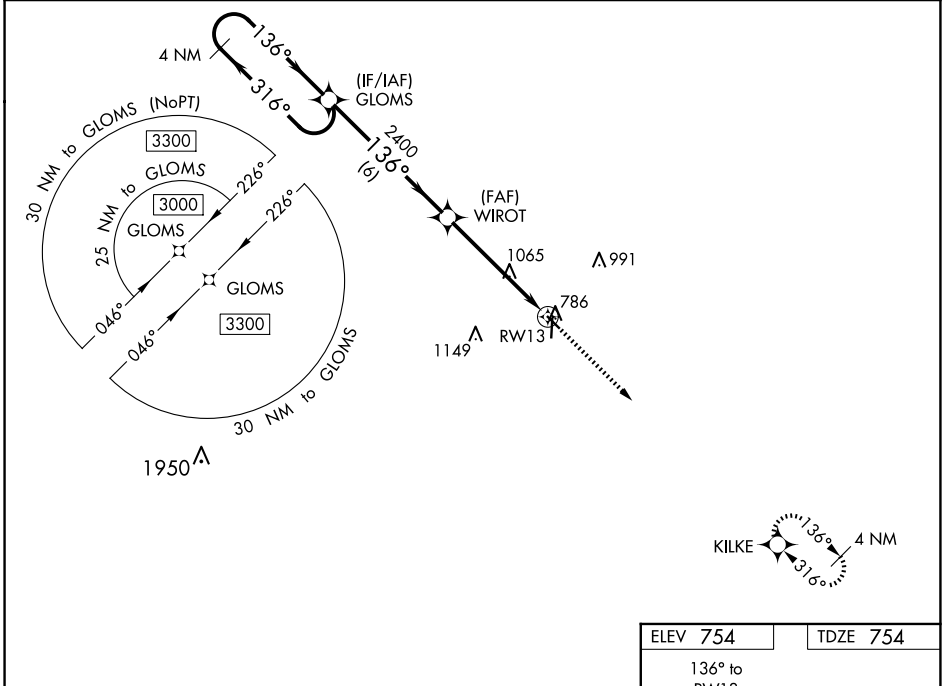 136°
4 NM
316°
(IF/IAF)
GLOMS
2400
136°
(6)
(FAF)
WIROT
1065
991
786
RW13
1149
30 NM to GLOMS (NoPT)
3300
25 NM to GLOMS
3000
GLOMS
226°
046°
226°
GLOMS
3300
046°
30 NM to GLOMS
1950
KILKE
136°
4 NM
316°
ELEV 754
TDZE 754
136° to
RW13